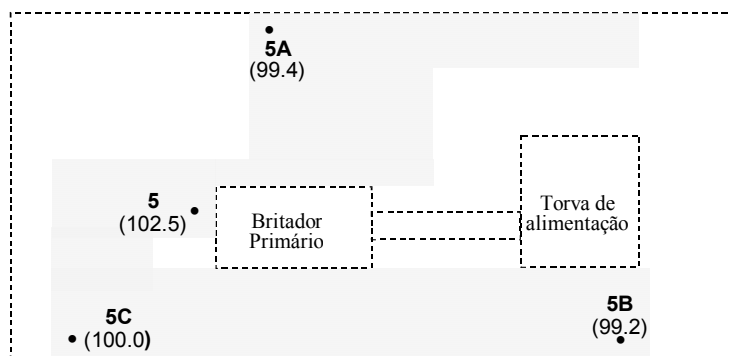 5A
(99.4)
5
(102.5)
Britador
Primário
Torva de
alimentação
5C
(100.0)
5B
(99.2)